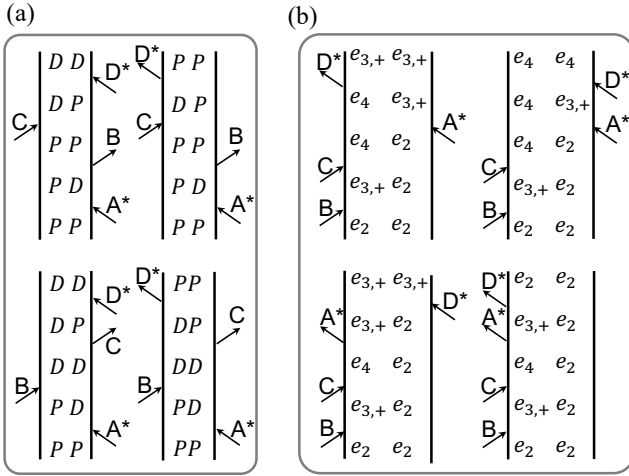 (a)
(b)
D D
D*
D P
C
P P
B
P D
A*
P P
D*
P P
D P
C
P P
B
P D
A*
P P
D D
D*
D P
C
D D
B
P D
A*
P P
D*
PP
C
DP
DD
B
PD
A*
PP
e3,+ e3,+
D*
e4 e3,+
A*
e4 e2
C
e3,+ e2
B
e2 e2
e4 e4
D*
e4 e3,+
A*
e4 e2
C
e3,+ e2
B
e2 e2
e3,+ e3,+
D*
A*
e3,+ e2
e4 e2
C
e3,+ e2
B
e2 e2
D*
e2 e2
A*
e3,+ e2
e4 e2
C
e3,+ e2
B
e2 e2